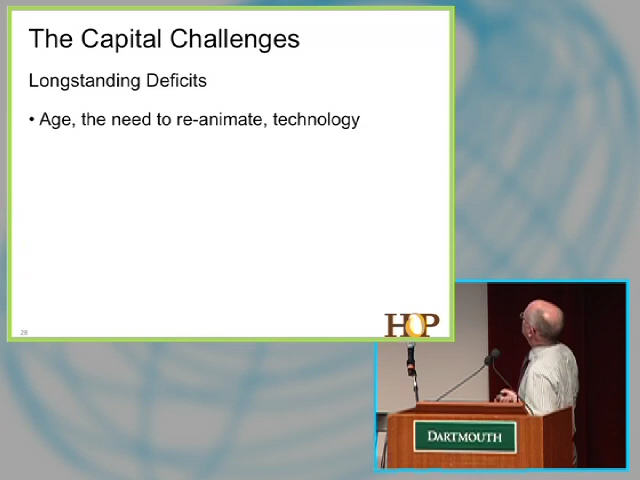 The Capital Challenges
Longstanding Deficits
• Age, the need to re-animate, technology
28
HOP
DARTMOUTH